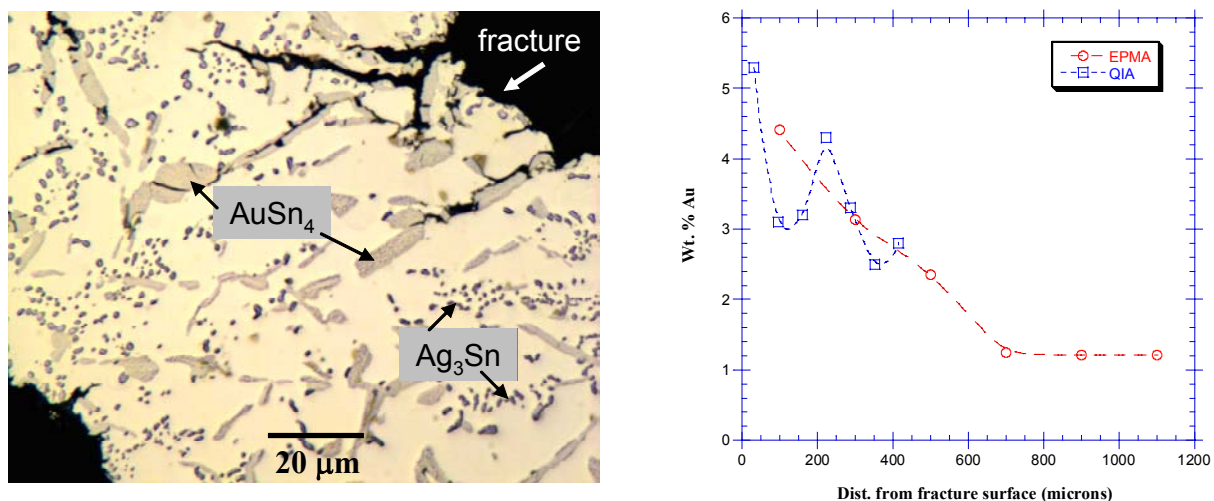 fracture
AuSn₄
Ag₃Sn
20 μm
6
5
4
3
2
1
0
Wt. % Au
EPMA
QIA
0 200 400 600 800 1000 1200
Dist. from fracture surface (microns)